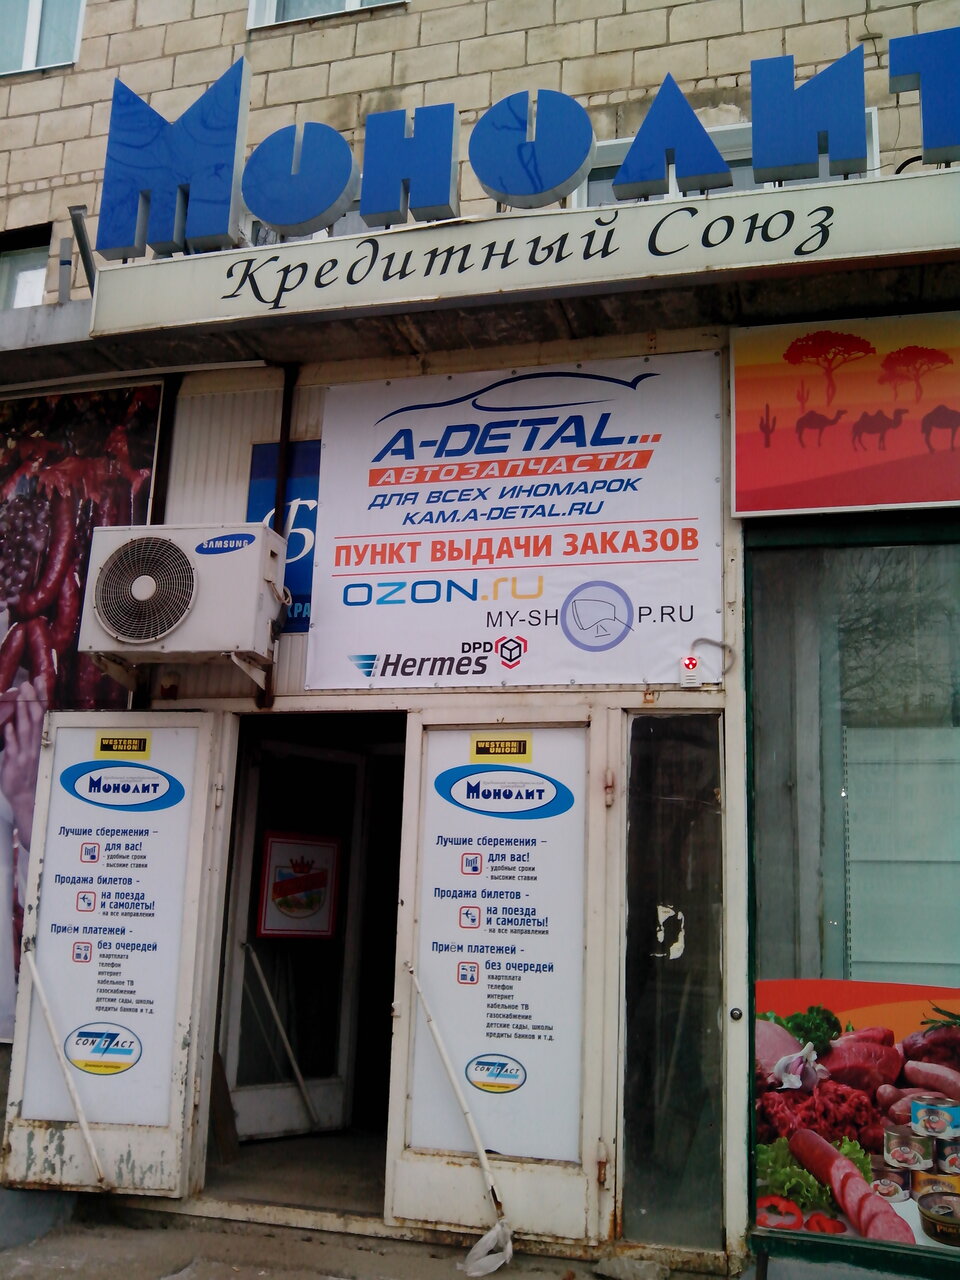 Монолит
Кредитный Союз
A-DETAL...
АВТОЗАПЧАСТИ
ДЛЯ ВСЕХ ИНОМАРОК
KAM.A-DETAL.RU
ПУНКТ ВЫДАЧИ ЗАКАЗОВ
OZON.ru
MY-SHOP.RU
DPD
Hermes
SAMSUNG
Б
КРА
WESTERN
UNION
Монолит
Лучшие сбережения –
для вас!
- удобные сроки
- высокие ставки
Продажа билетов -
на поезда
и самолеты!
- на все направления
Приём платежей -
без очередей
квартплата
телефон
интернет
кабельное ТВ
газоснабжение
детские сады, школы
кредиты банков и т.д.
CONTACT
WESTERN
UNION
Монолит
Лучшие сбережения –
для вас!
- удобные сроки
- высокие ставки
Продажа билетов -
на поезда
и самолеты!
- на все направления
Приём платежей -
без очередей
квартплата
телефон
интернет
кабельное ТВ
газоснабжение
детские сады, школы
кредиты банков и т.д.
CONTACT